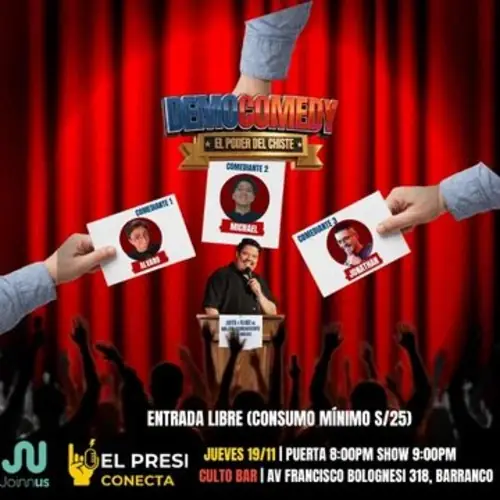 DEMOCOMEDY
EL PODER DEL CHISTE
COMEDIANTE 1
ALVARO
COMEDIANTE 2
MICHAEL
COMEDIANTE 3
JONATHAN
ENTRADA LIBRE (CONSUMO MÍNIMO S/25)
Joinnus
EL PRESI
CONECTA
JUEVES 19/11 | PUERTA 8:00PM SHOW 9:00PM
CULTO BAR | AV FRANCISCO BOLOGNESI 318, BARRANCO